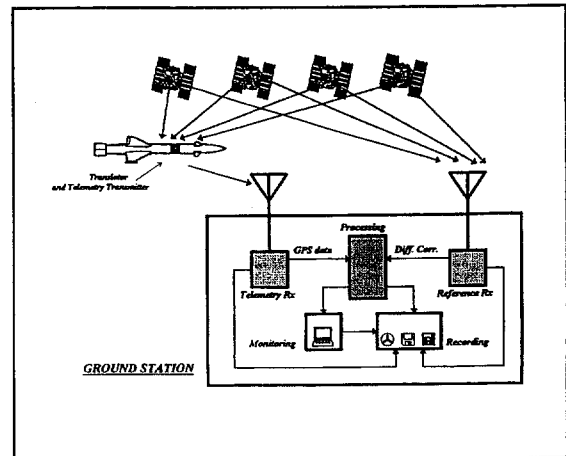 Translator
and Telemetry Transmitter
Processing
GPS data
Diff. Corr.
Telemetry Rx
Reference Rx
Monitoring
Recording
GROUND STATION